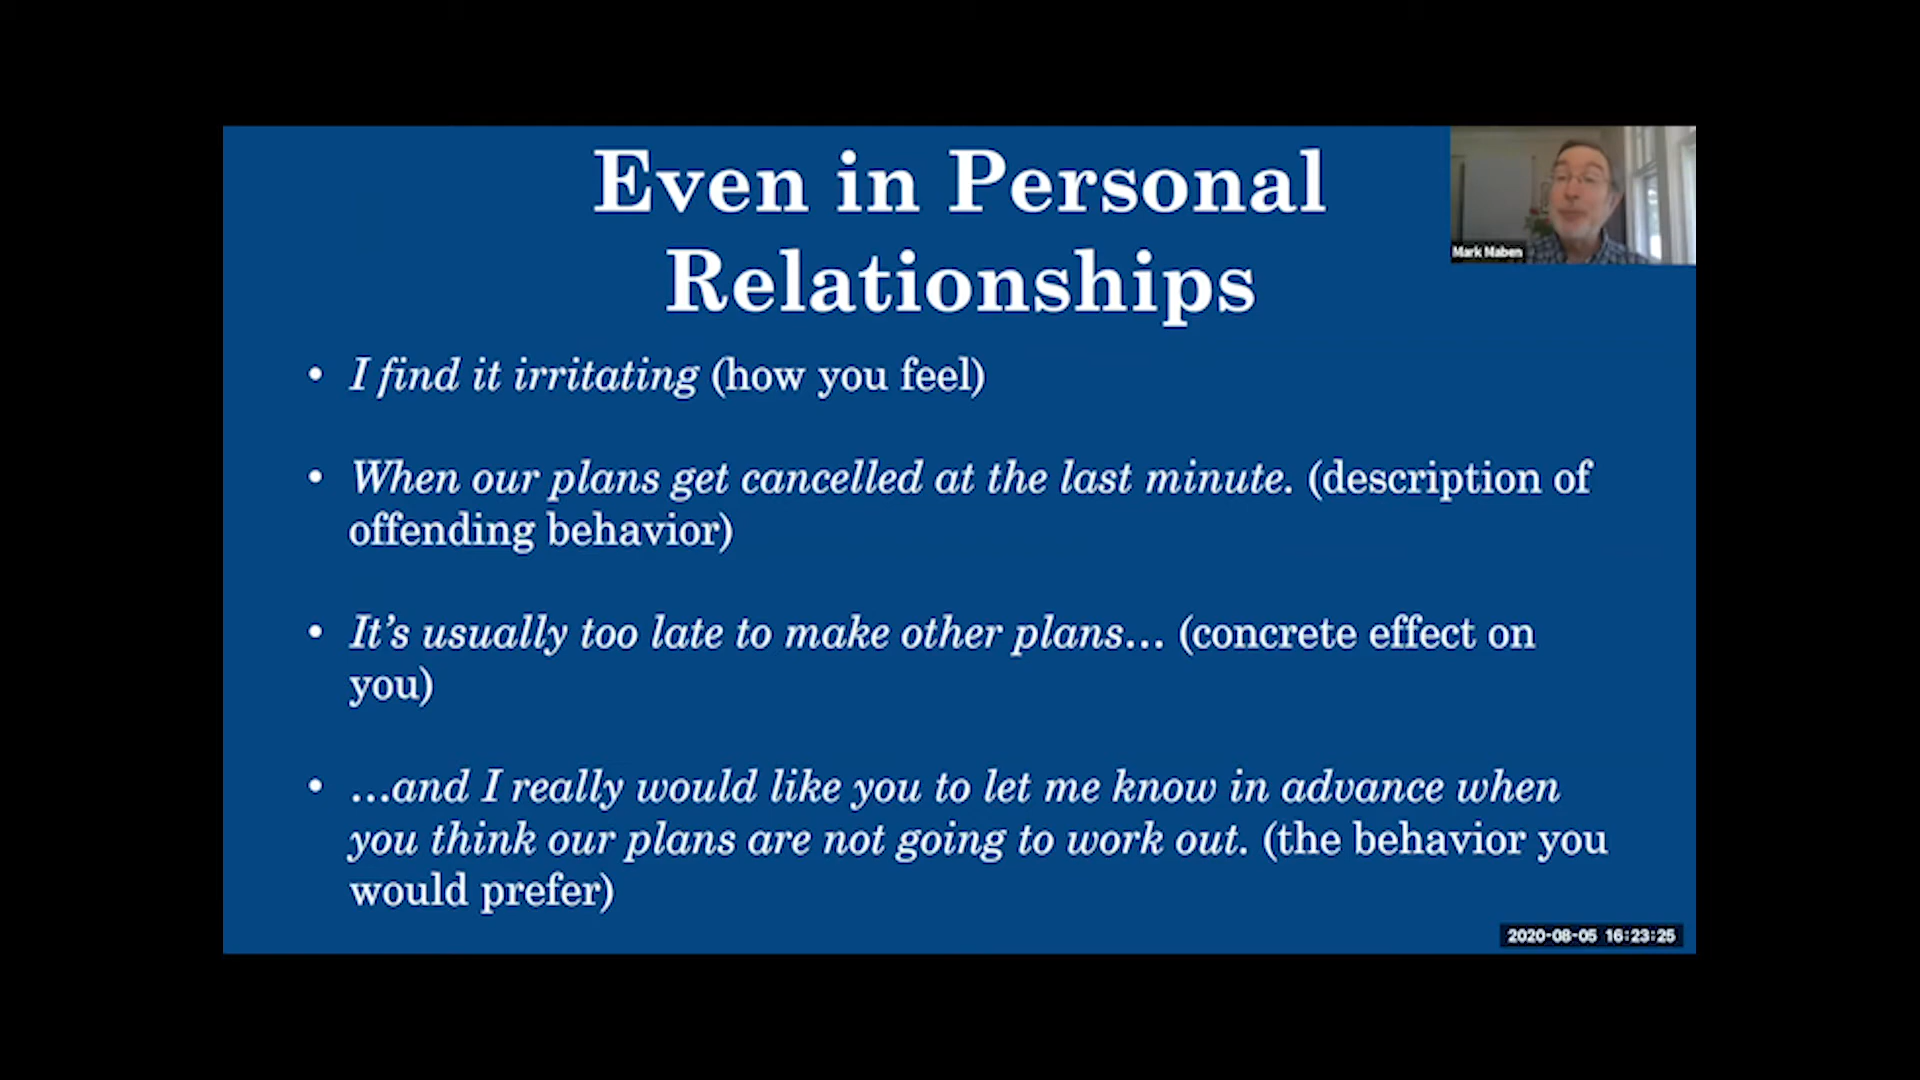 Even in Personal
Relationships
Mark Maben
• I find it irritating (how you feel)
• When our plans get cancelled at the last minute. (description of
offending behavior)
• It’s usually too late to make other plans… (concrete effect on
you)
• …and I really would like you to let me know in advance when
you think our plans are not going to work out. (the behavior you
would prefer)
2020-08-05 16:23:25